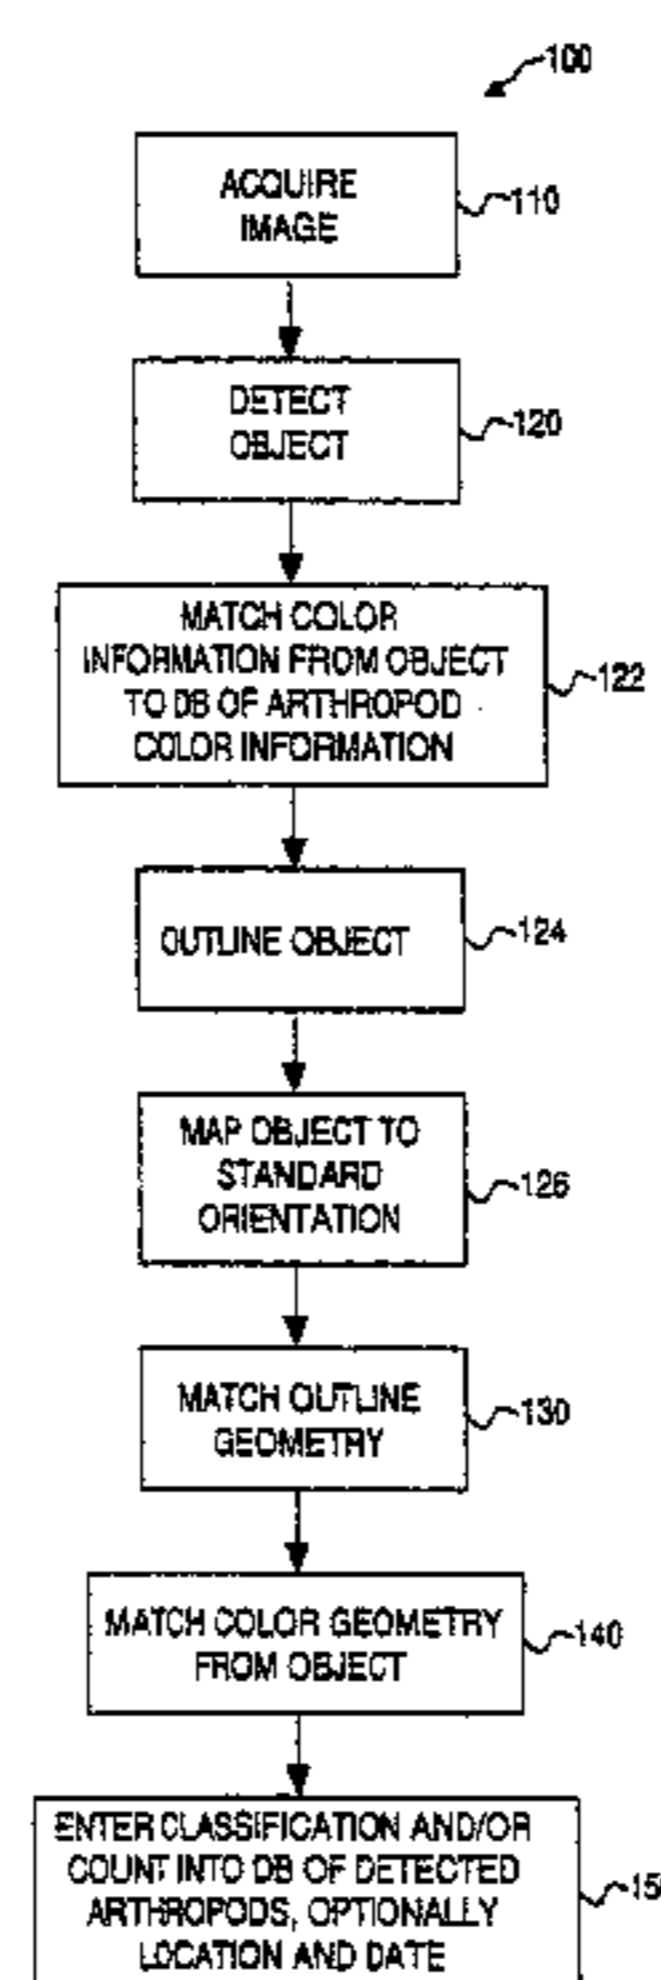 100
ACQUIRE
IMAGE
110
DETECT
OBJECT
120
MATCH COLOR
INFORMATION FROM OBJECT
TO DB OF ARTHROPOD
COLOR INFORMATION
122
OUTLINE OBJECT
124
MAP OBJECT TO
STANDARD
ORIENTATION
126
MATCH OUTLINE
GEOMETRY
130
MATCH COLOR GEOMETRY
FROM OBJECT
140
ENTER CLASSIFICATION AND/OR
COUNT INTO DB OF DETECTED
ARTHROPODS, OPTIONALLY
LOCATION AND DATE